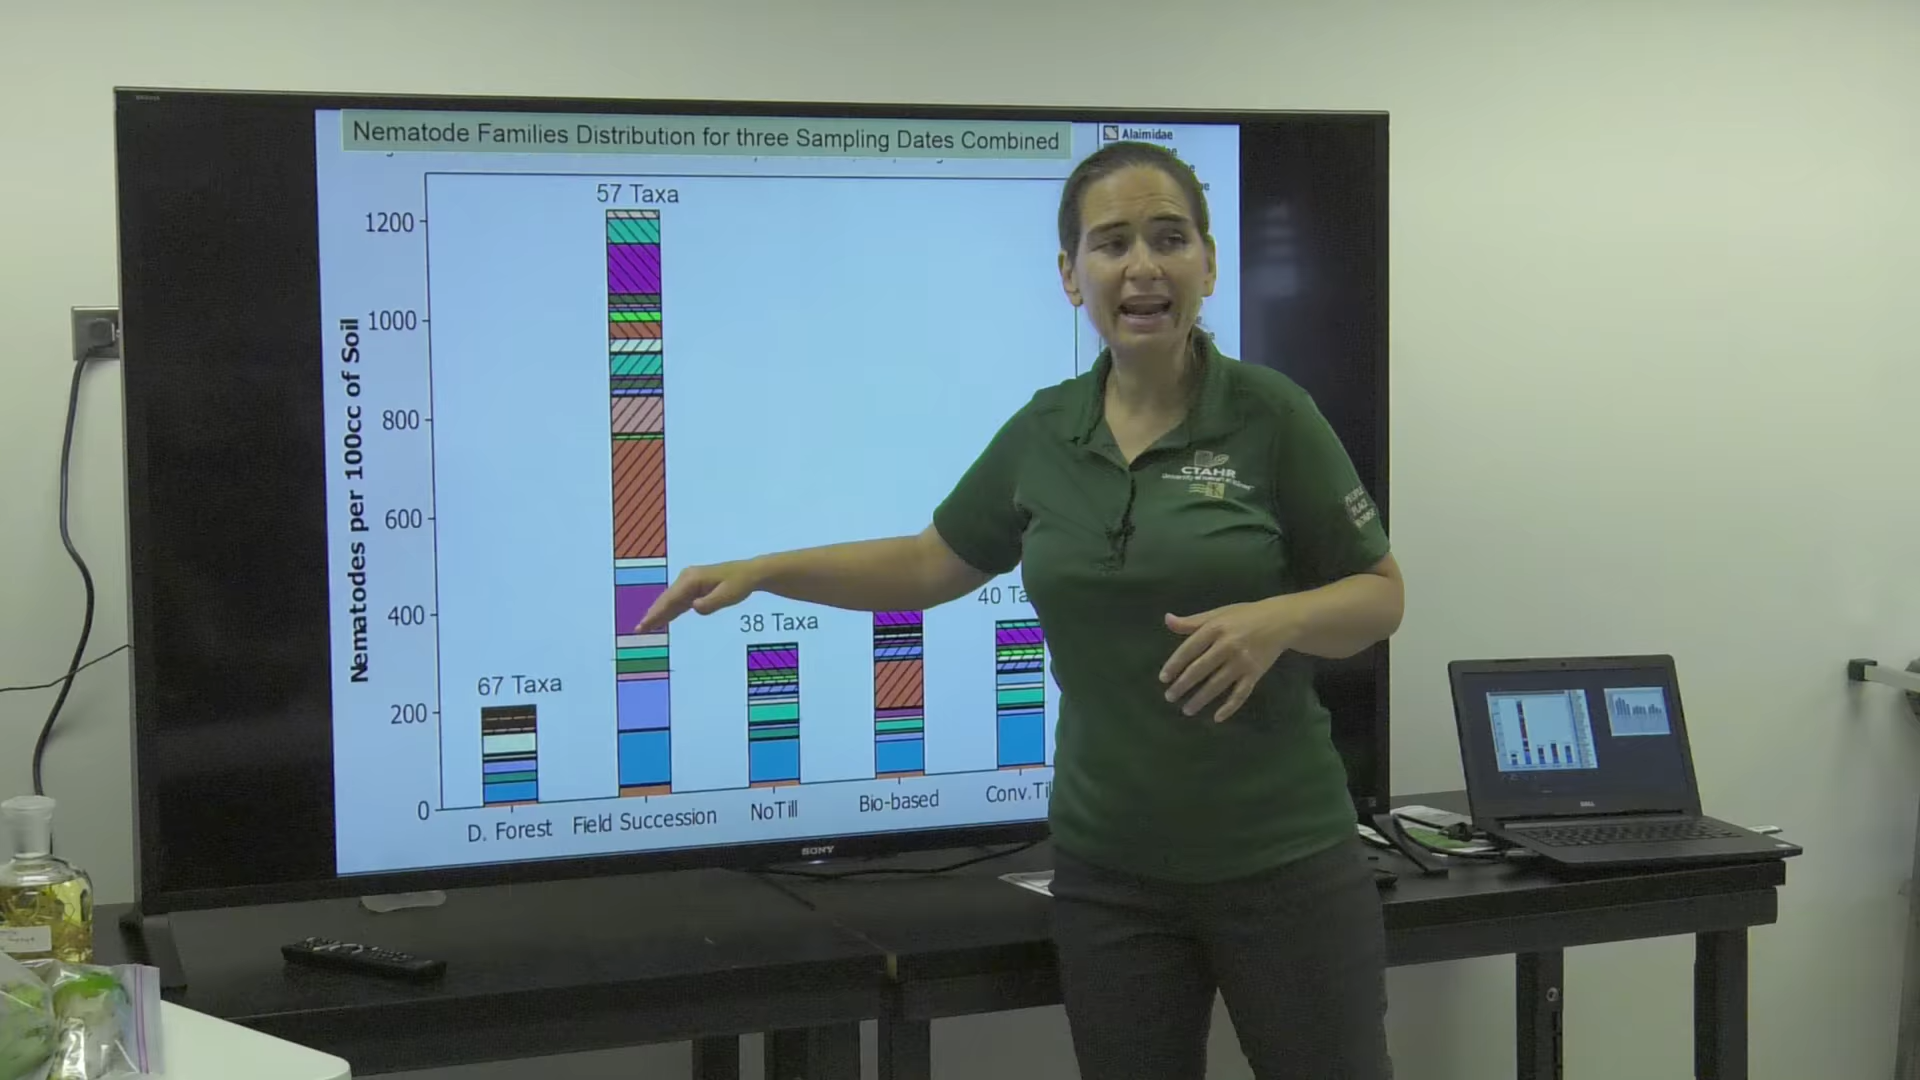 Nematode Families Distribution for three Sampling Dates Combined
Alaimidae
57 Taxa
1200
1000
800
600
400
200
0
Nematodes per 100cc of Soil
67 Taxa
38 Taxa
40 Ta
D. Forest
Field Succession
NoTill
Bio-based
Conv.Til
SONY
CTAHR
DELL